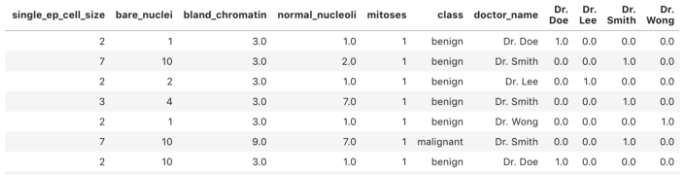 single_ep_cell_size bare_nuclei bland_chromatin normal_nucleoli mitoses class doctor_name Dr. Doe Dr. Lee Dr. Smith Dr. Wong
2 1 3.0 1.0 1 benign Dr. Doe 1.0 0.0 0.0 0.0
7 10 3.0 2.0 1 benign Dr. Smith 0.0 0.0 1.0 0.0
2 2 3.0 1.0 1 benign Dr. Lee 0.0 1.0 0.0 0.0
3 4 3.0 7.0 1 benign Dr. Smith 0.0 0.0 1.0 0.0
2 1 3.0 1.0 1 benign Dr. Wong 0.0 0.0 0.0 1.0
7 10 9.0 7.0 1 malignant Dr. Smith 0.0 0.0 1.0 0.0
2 10 3.0 1.0 1 benign Dr. Doe 1.0 0.0 0.0 0.0